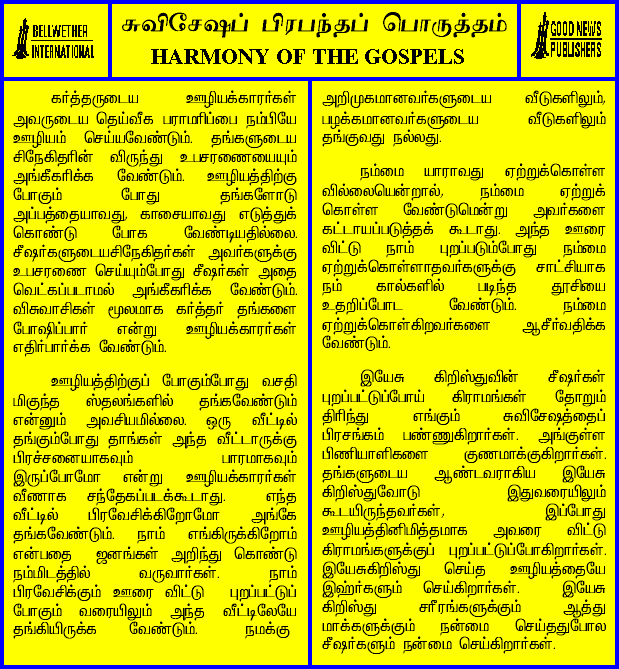 BELLWETHER
INTERNATIONAL
சுவிசேஷப் பிரபந்தப் பொருத்தம்
HARMONY OF THE GOSPELS
GOOD NEWS
PUBLISHERS
கர்த்தருடைய ஊழியக்காரர்கள்
அவருடைய தெய்வீக பராமரிப்பை நம்பியே
ஊழியம் செய்யவேண்டும். தங்களுடைய
சிநேகிதரின் விருந்து உபசரணையையும்
அங்கீகரிக்க வேண்டும். ஊழியத்திற்கு
போகும் போது தங்களோடு
அப்பத்தையாவது, காசையாவது எடுத்துக்
கொண்டு போக வேண்டியதில்லை.
சீஷர்களுடையசிநேகிதர்கள் அவர்களுக்கு
உபசரணை செய்யும்போது சீஷர்கள் அதை
வெட்கப்படாமல் அங்கீகரிக்க வேண்டும்.
விசுவாசிகள் மூலமாக கர்த்தர் தங்களை
போஷிப்பார் என்று ஊழியக்காரர்கள்
எதிர்பார்க்க வேண்டும்.
ஊழியத்திற்குப் போகும்போது வசதி
மிகுந்த ஸ்தலங்களில் தங்கவேண்டும்
என்னும் அவசியமில்லை. ஒரு வீட்டில்
தங்கும்போது தாங்கள் அந்த வீட்டாருக்கு
பிரச்சனையாகவும் பாரமாகவும்
இருப்போமோ என்று ஊழியக்காரர்கள்
வீணாக சந்தேகப்படக்கூடாது. எந்த
வீட்டில் பிரவேசிக்கிறோமோ அங்கே
தங்கவேண்டும். நாம் எங்கிருக்கிறோம்
என்பதை ஜனங்கள் அறிந்து கொண்டு
நம்மிடத்தில் வருவார்கள். நாம்
பிரவேசிக்கும் ஊரை விட்டு புறப்பட்டுப்
போகும் வரையிலும் அந்த வீட்டிலேயே
தங்கியிருக்க வேண்டும். நமக்கு
அறிமுகமானவர்களுடைய வீடுகளிலும்,
பழக்கமானவர்களுடைய வீடுகளிலும்
தங்குவது நல்லது.
நம்மை யாராவது ஏற்றுக்கொள்ள
வில்லையென்றால், நம்மை ஏற்றுக்
கொள்ள வேண்டுமென்று அவர்களை
கட்டாயப்படுத்தக் கூடாது. அந்த ஊரை
விட்டு நாம் புறப்படும்போது நம்மை
ஏற்றுக்கொள்ளாதவர்களுக்கு சாட்சியாக
நம் கால்களில் படிந்த தூசியை
உதறிப்போட வேண்டும். நம்மை
ஏற்றுக்கொள்கிறவர்களை ஆசீர்வதிக்க
வேண்டும்.
இயேசு கிறிஸ்துவின் சீஷர்கள்
புறப்பட்டுப்போய் கிராமங்கள் தோறும்
திரிந்து எங்கும் சுவிசேஷத்தைப்
பிரசங்கம் பண்ணுகிறார்கள். அங்குள்ள
பிணியாளிகளை குணமாக்குகிறார்கள்.
தங்களுடைய ஆண்டவராகிய இயேசு
கிறிஸ்துவோடு இதுவரையிலும்
கூடயிருந்தவர்கள், இப்போது
ஊழியத்தினிமித்தமாக அவரை விட்டு
கிராமங்களுக்குப் புறப்பட்டுப்போகிறார்கள்.
இயேசுகிறிஸ்து செய்த ஊழியத்தையே
இஹர்களும் செய்கிறார்கள். இயேசு
கிறிஸ்து சரீரங்களுக்கும் ஆத்து
மாக்களுக்கும் நன்மை செய்ததுபோல
சீஷர்களும் நன்மை செய்கிறார்கள்.